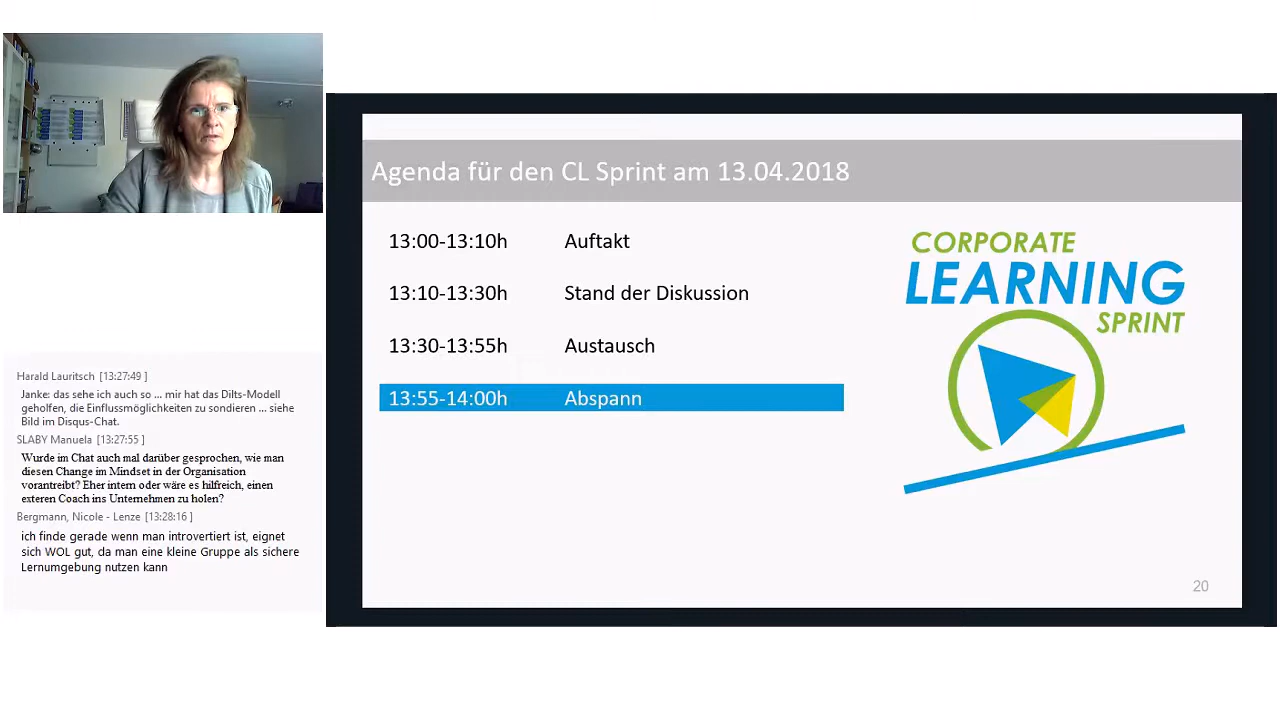 Agenda für den CL Sprint am 13.04.2018
13:00-13:10h Auftakt
13:10-13:30h Stand der Diskussion
13:30-13:55h Austausch
13:55-14:00h Abspann
CORPORATE
LEARNING
SPRINT
20
Harald Lauritsch [13:27:49 ]
Janke: das sehe ich auch so ... mir hat das Dilts-Modell
geholfen, die Einflussmöglichkeiten zu sondieren ... siehe
Bild im Disqus-Chat.
SLABY Manuela [13:27:55 ]
Wurde im Chat auch mal darüber gesprochen, wie man
diesen Change im Mindset in der Organisation
vorantreibt? Eher intern oder wäre es hilfreich, einen
exteren Coach ins Unternehmen zu holen?
Bergmann, Nicole - Lenze [13:28:16 ]
ich finde gerade wenn man introvertiert ist, eignet
sich WOL gut, da man eine kleine Gruppe als sichere
Lernumgebung nutzen kann